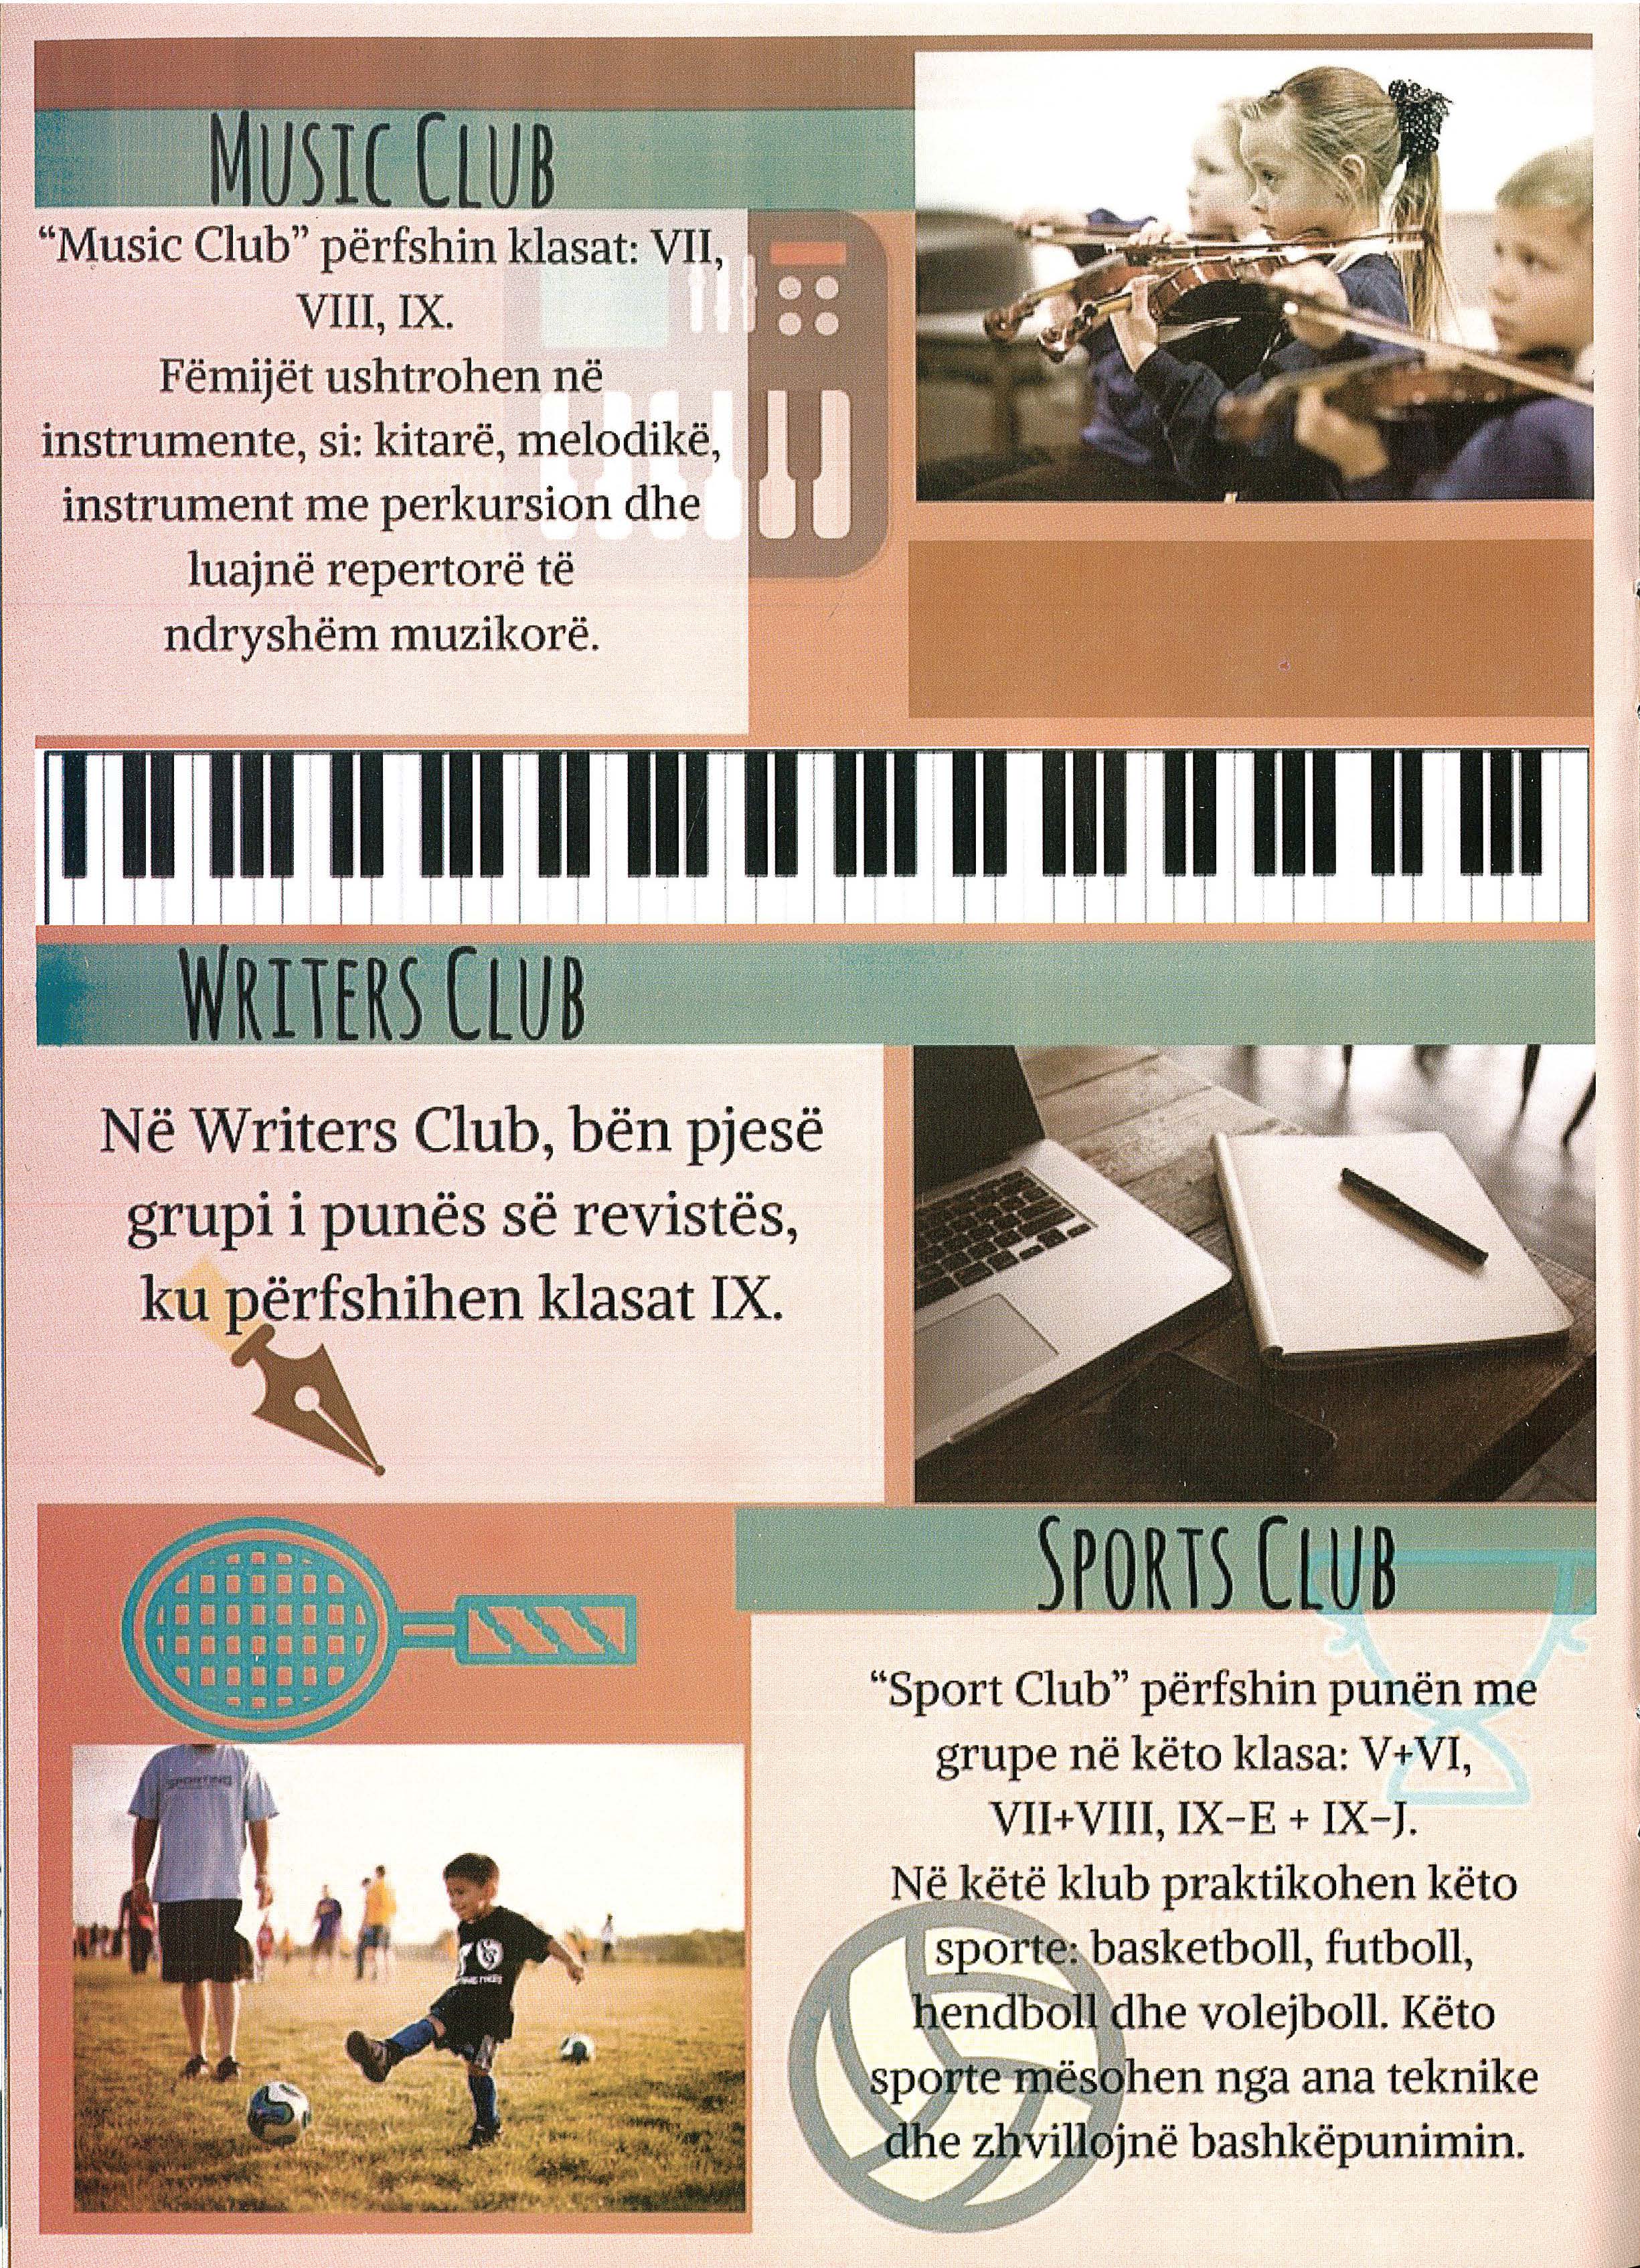 MUSIC CLUB
“Music Club” përfshin klasat: VII,
VIII, IX.
Fëmijët ushtrohen në
instrumente, si: kitarë, melodikë,
instrument me perkursion dhe
luajnë repertorë të
ndryshëm muzikorë.
WRITERS CLUB
Në Writers Club, bën pjesë
grupi i punës së revistës,
ku përfshihen klasat IX.
SPORTS CLUB
“Sport Club” përfshin punën me
grupe në këto klasa: V+VI,
VII+VIII, IX-E + IX-J.
Në këtë klub praktikohen këto
sporte: basketboll, futboll,
hendboll dhe volejboll. Këto
sporte mësohen nga ana teknike
dhe zhvillojnë bashkëpunimin.
SPORTING